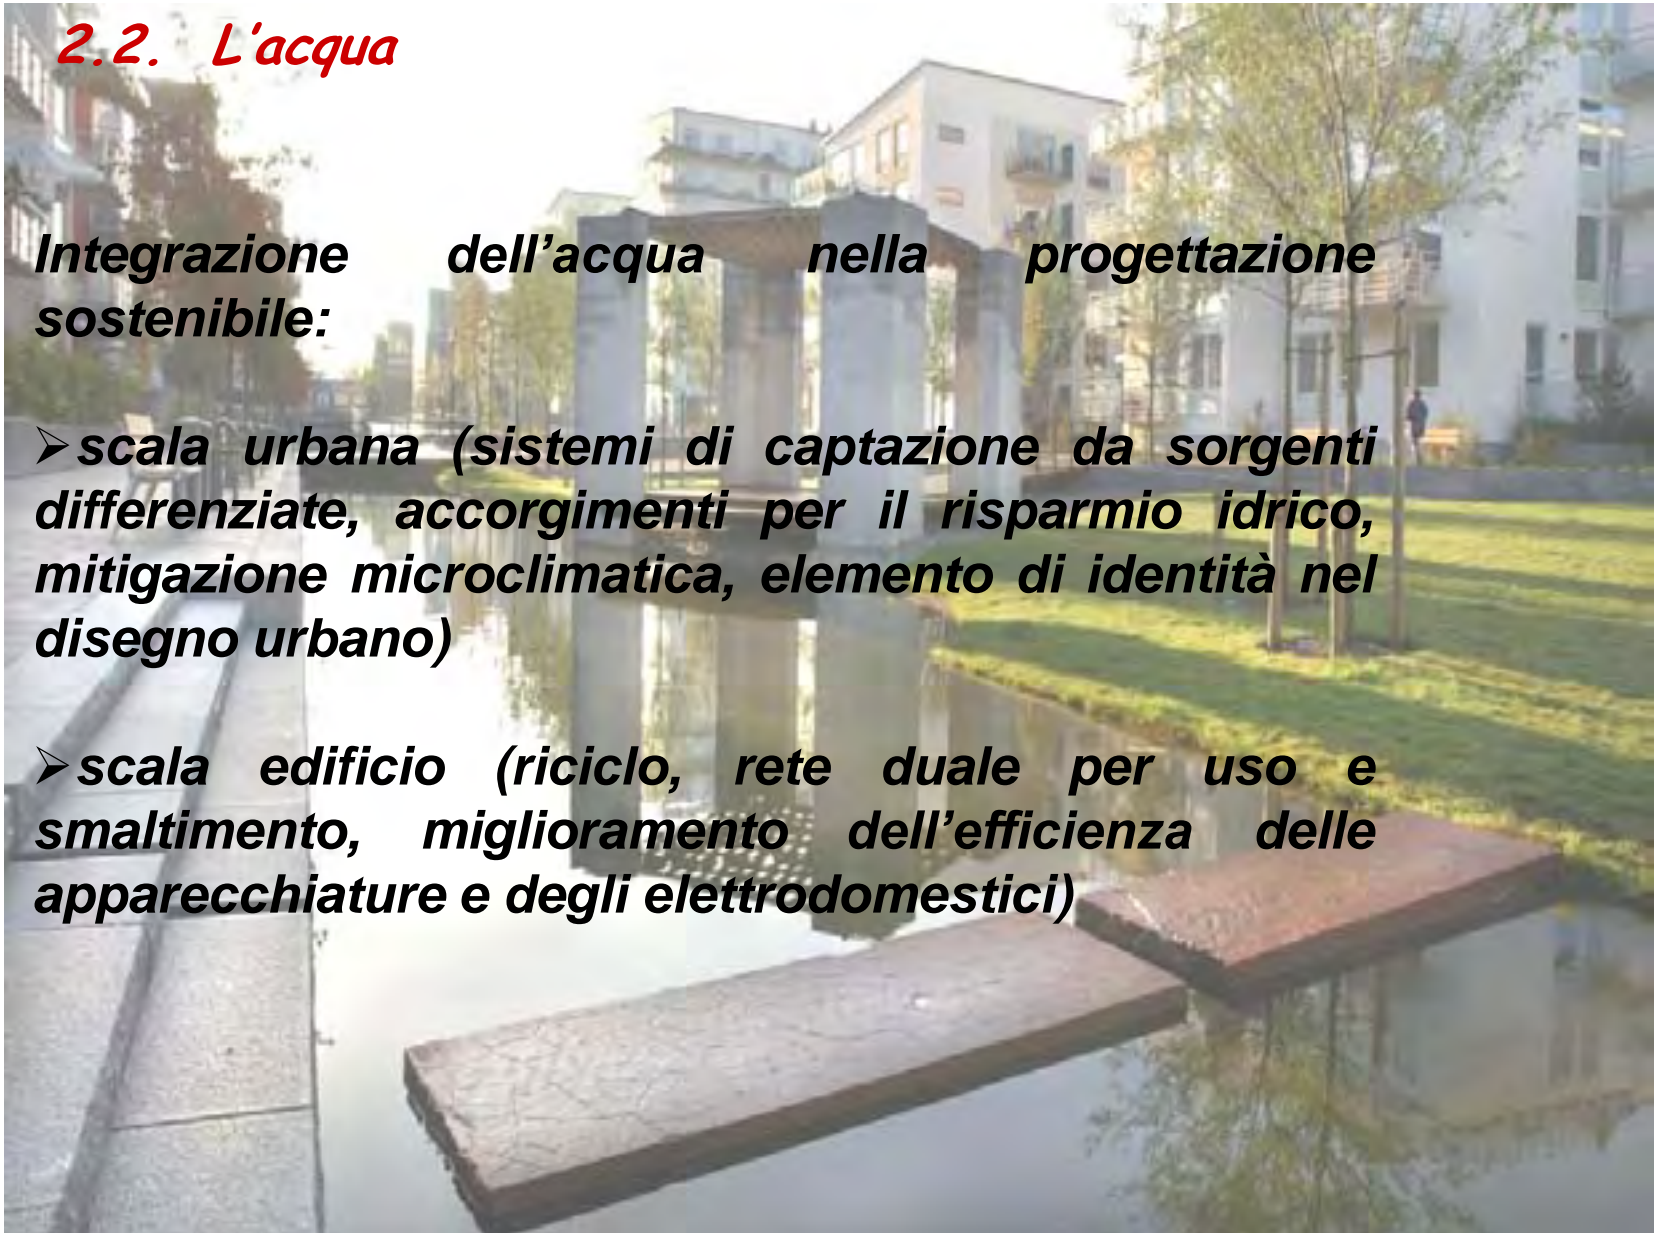 2.2. L’acqua
Integrazione dell’acqua nella progettazione
sostenibile:
➢scala urbana (sistemi di captazione da sorgenti
differenziate, accorgimenti per il risparmio idrico,
mitigazione microclimatica, elemento di identità nel
disegno urbano)
➢scala edificio (riciclo, rete duale per uso e
smaltimento, miglioramento dell’efficienza delle
apparecchiature e degli elettrodomestici)